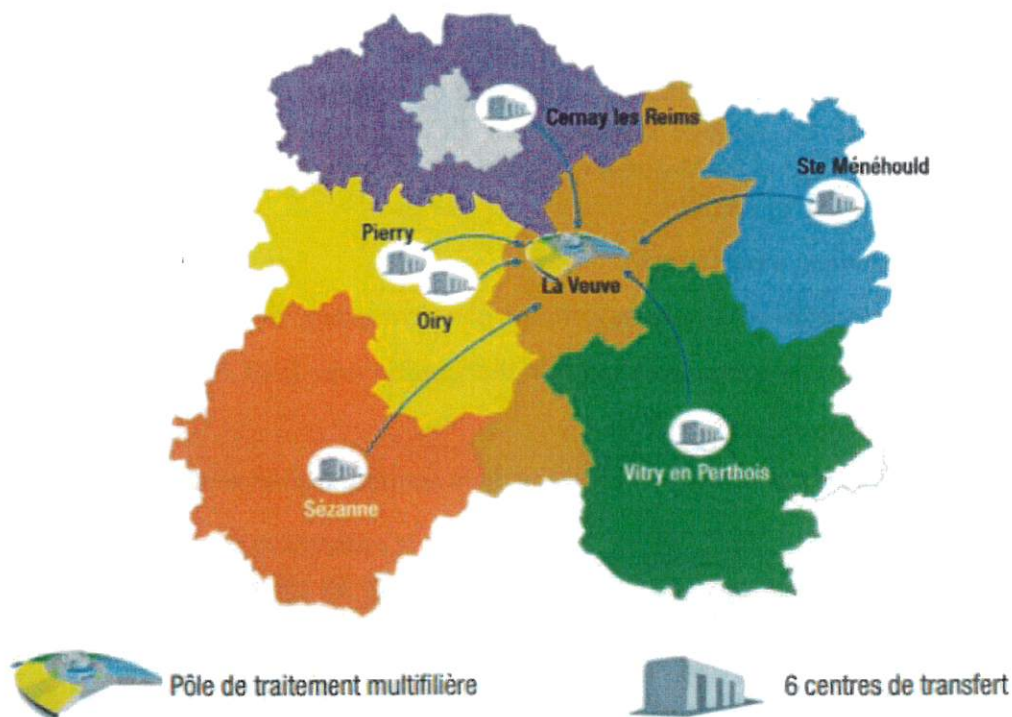 Cernay les Reims
Ste Ménéhould
Pierry
La Veuve
Oiry
Vitry en Perthois
Sézanne
Pôle de traitement multifilière
6 centres de transfert